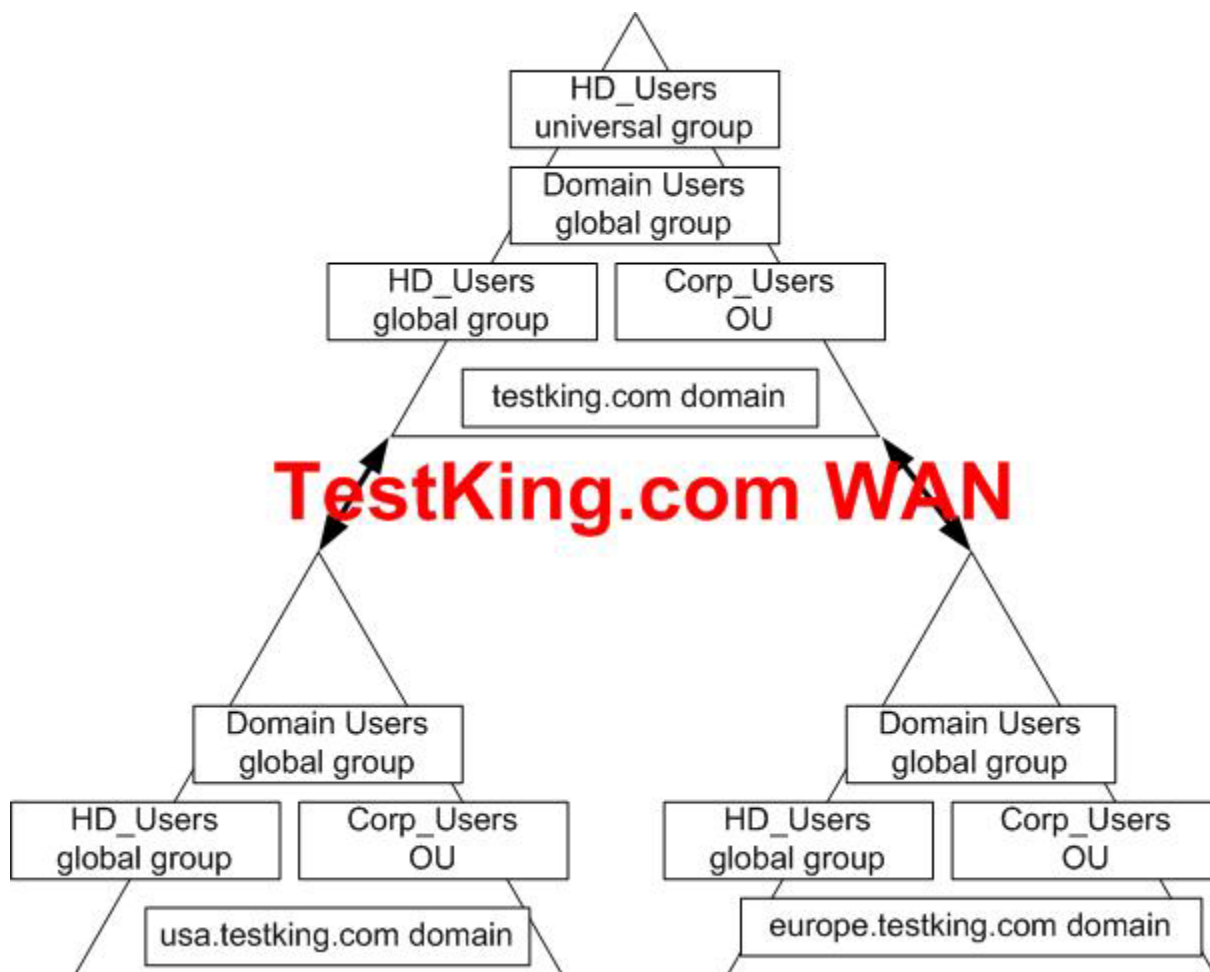 HD_Users
universal group
Domain Users
global group
HD_Users
global group
Corp_Users
OU
testking.com domain
TestKing.com WAN
Domain Users
global group
HD_Users
global group
Corp_Users
OU
usa.testking.com domain
Domain Users
global group
HD_Users
global group
Corp_Users
OU
europe.testking.com domain